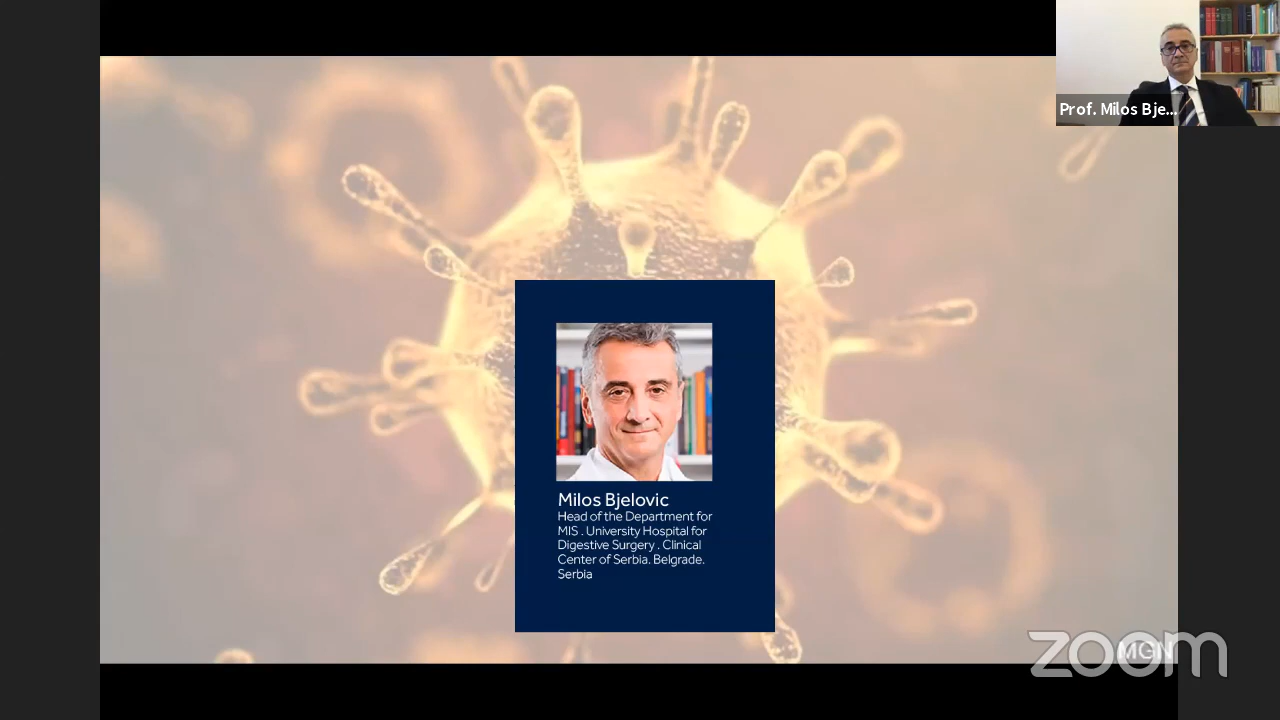 Prof. Milos Bje...
Milos Bjelovic
Head of the Department for
MIS . University Hospital for
Digestive Surgery . Clinical
Center of Serbia. Belgrade.
Serbia
MGN
zoom